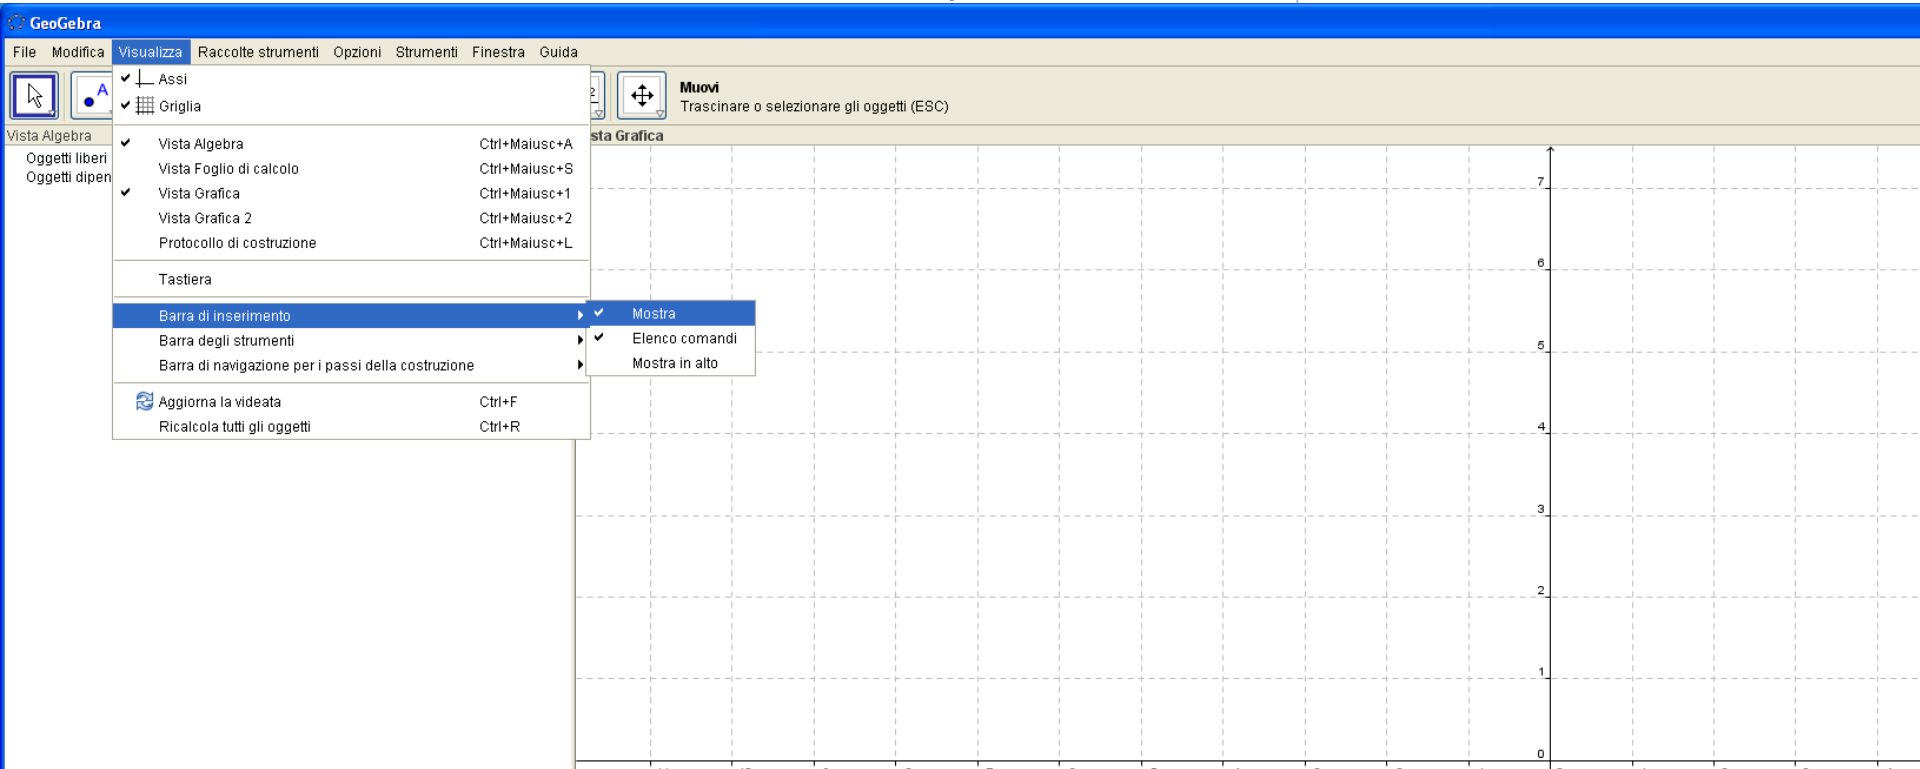 GeoGebra
File Modifica Visualizza Raccolte strumenti Opzioni Strumenti Finestra Guida
A
Muovi
Trascinare o selezionare gli oggetti (ESC)
Vista Algebra
Oggetti liberi
Oggetti dipen
Assi
Griglia
Vista Algebra Ctrl+Maiusc+A
Vista Foglio di calcolo Ctrl+Maiusc+S
Vista Grafica Ctrl+Maiusc+1
Vista Grafica 2 Ctrl+Maiusc+2
Protocollo di costruzione Ctrl+Maiusc+L
Tastiera
Barra di inserimento
Barra degli strumenti
Barra di navigazione per i passi della costruzione
Aggiorna la videata Ctrl+F
Ricalcola tutti gli oggetti Ctrl+R
Mostra
Elenco comandi
Mostra in alto
sta Grafica
7
6
5
4
3
2
1
0